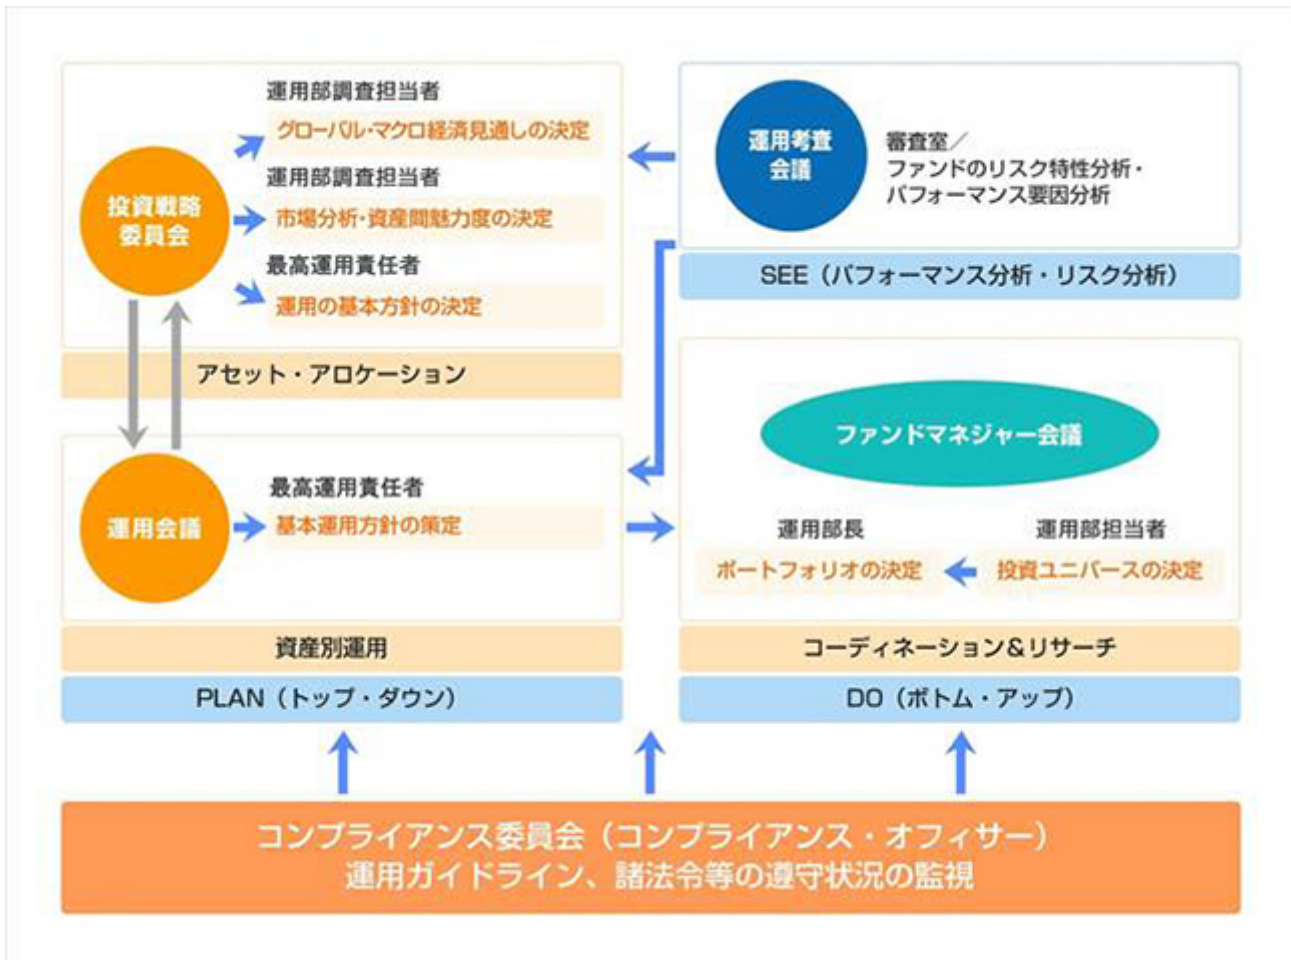 運用部調査担当者
グローバル・マクロ経済見通しの決定
投資戦略
委員会
運用部調査担当者
市場分析・資産間魅力度の決定
最高運用責任者
運用の基本方針の決定
アセット・アロケーション
運用考査
会議
審査室／
ファンドのリスク特性分析・
パフォーマンス要因分析
SEE（パフォーマンス分析・リスク分析）
運用会議
最高運用責任者
基本運用方針の策定
資産別運用
PLAN（トップ・ダウン）
ファンドマネジャー会議
運用部長
ポートフォリオの決定
運用部担当者
投資ユニバースの決定
コーディネーション＆リサーチ
DO（ボトム・アップ）
コンプライアンス委員会（コンプライアンス・オフィサー）
運用ガイドライン、諸法令等の遵守状況の監視